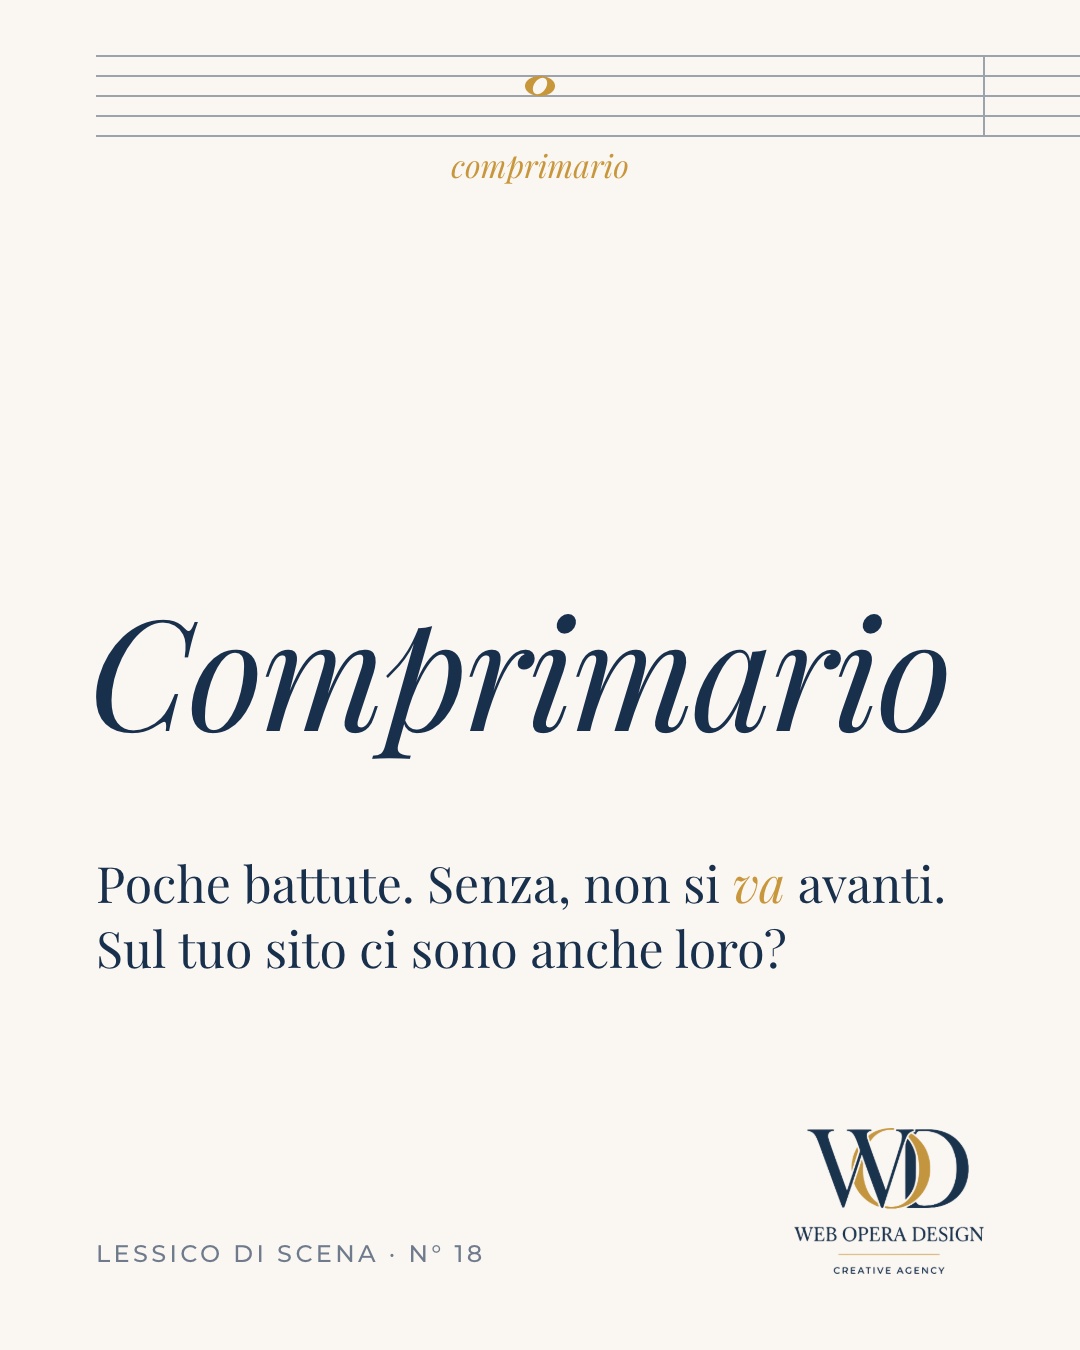 comprimario
Comprimario
Poche battute. Senza, non si va avanti.
Sul tuo sito ci sono anche loro?
LESSICO DI SCENA · N° 18
WOD
WEB OPERA DESIGN
CREATIVE AGENCY